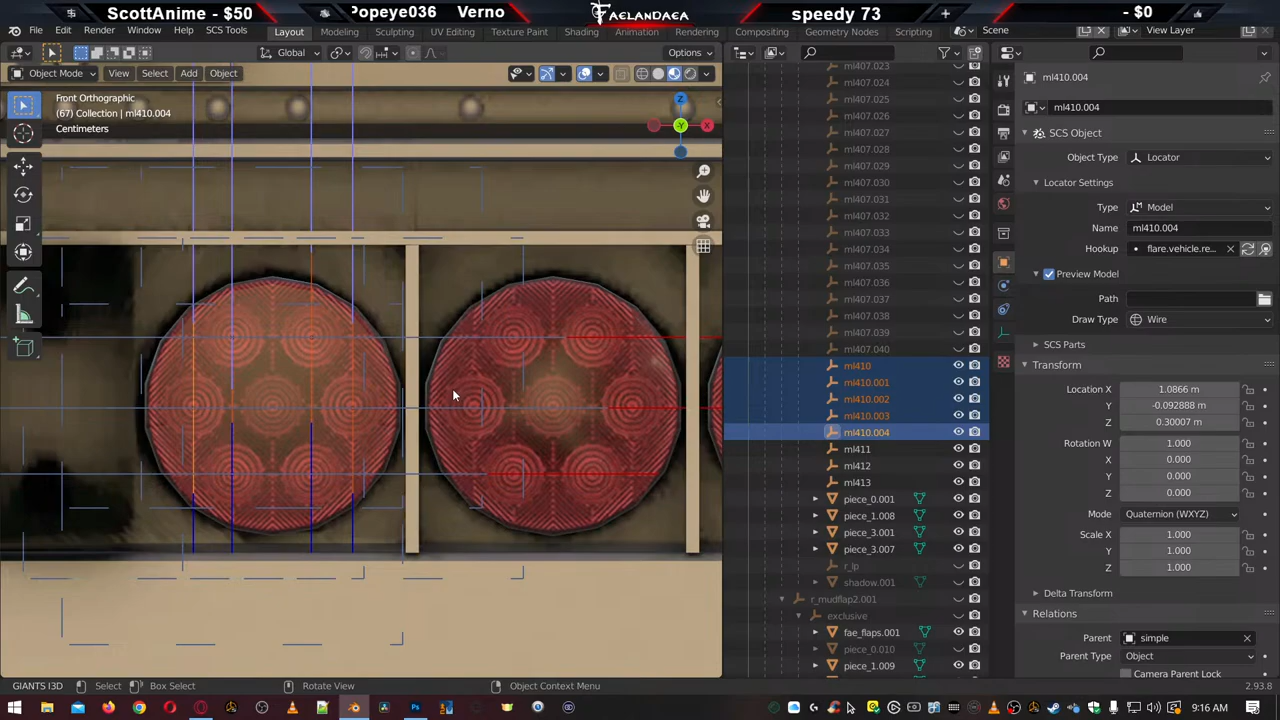 ScottAnime - $50
Popeye036 Verno
FAELANDAEA
speedy 73
- $0
File Edit Render Window Help SCS Tools
Layout Modeling Sculpting UV Editing Texture Paint Shading Animation Rendering Compositing Geometry Nodes Scripting
Scene
View Layer
Global
Options
Object Mode View Select Add Object
Front Orthographic
(67) Collection | ml410.004
Centimeters
Z
Y
X
ml407.023
ml407.024
ml407.025
ml407.026
ml407.027
ml407.028
ml407.029
ml407.030
ml407.031
ml407.032
ml407.033
ml407.034
ml407.035
ml407.036
ml407.037
ml407.038
ml407.039
ml407.040
ml410
ml410.001
ml410.002
ml410.003
ml410.004
ml411
ml412
ml413
piece_0.001
piece_1.008
piece_3.001
piece_3.007
r_lp
shadow.001
r_mudflap2.001
exclusive
fae_flaps.001
piece_0.010
piece_1.009
ml410.004
ml410.004
SCS Object
Object Type Locator
Locator Settings
Type Model
Name ml410.004
Hookup flare.vehicle.re...
Preview Model
Path
Draw Type Wire
SCS Parts
Transform
Location X 1.0866 m
Y -0.092888 m
Z 0.30007 m
Rotation W 1.000
X 0.000
Y 0.000
Z 0.000
Mode Quaternion (WXYZ)
Scale X 1.000
Y 1.000
Z 1.000
Delta Transform
Relations
Parent simple
Parent Type Object
Camera Parent Lock
GIANTS I3D Select Box Select Rotate View Object Context Menu
2.93.8
9:16 AM